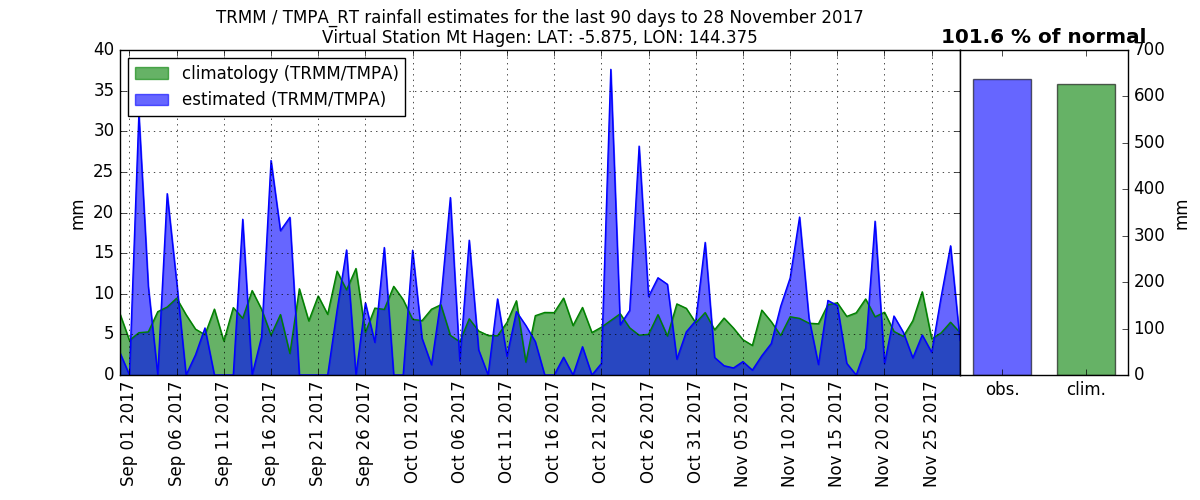 TRMM / TMPA_RT rainfall estimates for the last 90 days to 28 November 2017
Virtual Station Mt Hagen: LAT: -5.875, LON: 144.375
101.6 % of normal
climatology (TRMM/TMPA)
estimated (TRMM/TMPA)
mm
40
35
30
25
20
15
10
5
0
Sep 01 2017
Sep 06 2017
Sep 11 2017
Sep 16 2017
Sep 21 2017
Sep 26 2017
Oct 01 2017
Oct 06 2017
Oct 11 2017
Oct 16 2017
Oct 21 2017
Oct 26 2017
Oct 31 2017
Nov 05 2017
Nov 10 2017
Nov 15 2017
Nov 20 2017
Nov 25 2017
obs.
clim.
700
600
500
400
300
200
100
0
mm